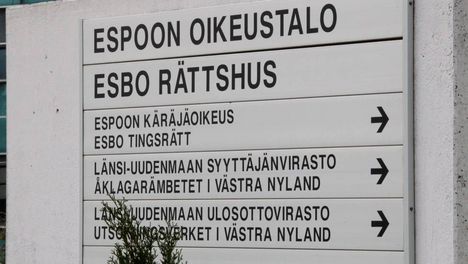 ESPOON OIKEUSTALO
ESBO RÄTTSHUS
ESPOON KÄRÄJÄOIKEUS
ESBO TINGSRÄTT
LÄNSI-UUDENMAAN SYYTTÄJÄNVIRASTO
ÅKLAGARÄMBETET I VÄSTRA NYLAND
LÄNSI-UUDENMAAN ULOSOTTOVIRASTO
UTSÖKNINGSVERKET I VÄSTRA NYLAND